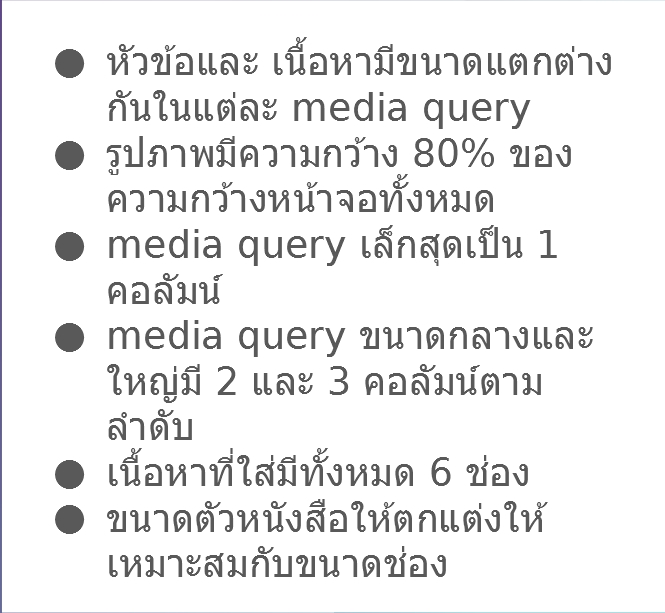 ● หัวข้อและ เนื้อหามีขนาดแตกต่าง
กันในแต่ละ media query
● รูปภาพมีความกว้าง 80% ของ
ความกว้างหน้าจอทั้งหมด
● media query เล็กสุดเป็น 1
คอลัมน์
● media query ขนาดกลางและ
ใหญ่มี 2 และ 3 คอลัมน์ตาม
ลำดับ
● เนื้อหาที่ใส่มีทั้งหมด 6 ช่อง
● ขนาดตัวหนังสือให้ตกแต่งให้
เหมาะสมกับขนาดช่อง